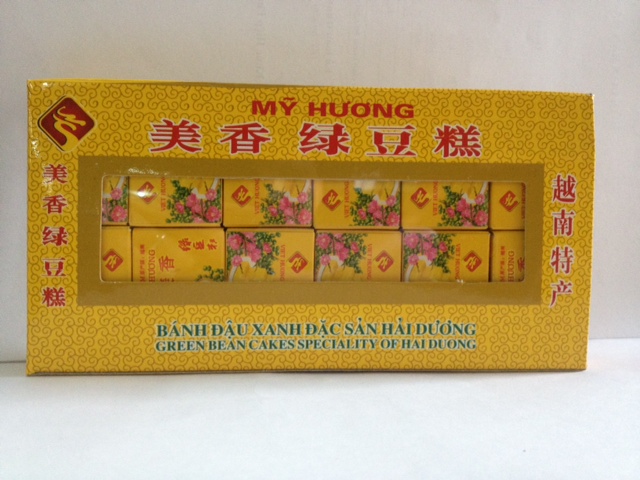 MỸ HƯƠNG
美香绿豆糕
美香绿豆糕
越南特产
BÁNH ĐẬU XANH ĐẶC SẢN HẢI DƯƠNG
GREEN BEAN CAKES SPECIALITY OF HAI DUONG